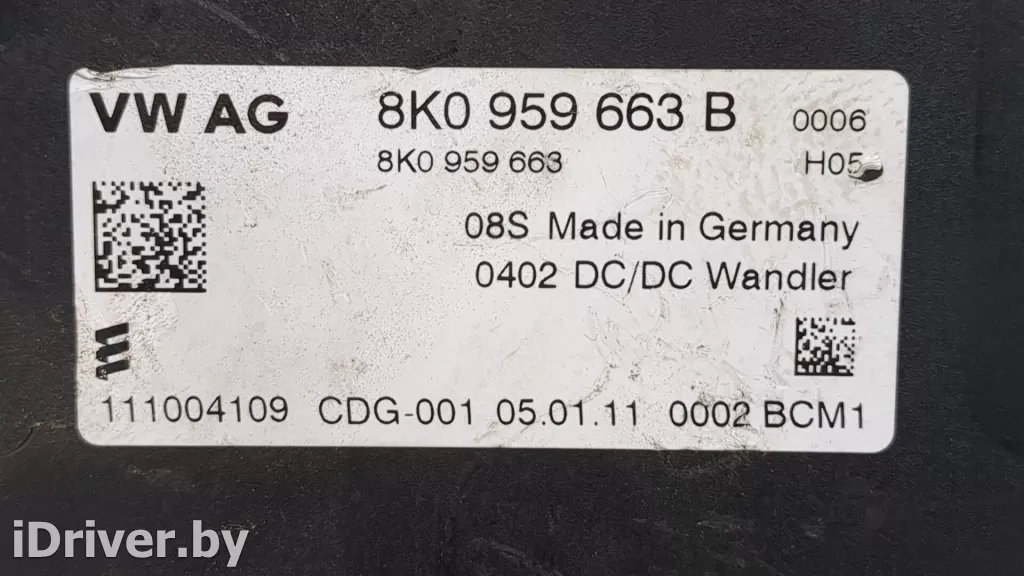 VW AG 8K0 959 663 B 0006
8K0 959 663 H05
08S Made in Germany
0402 DC/DC Wandler
111004109 CDG-001 05.01.11 0002 BCM1
iDriver.by